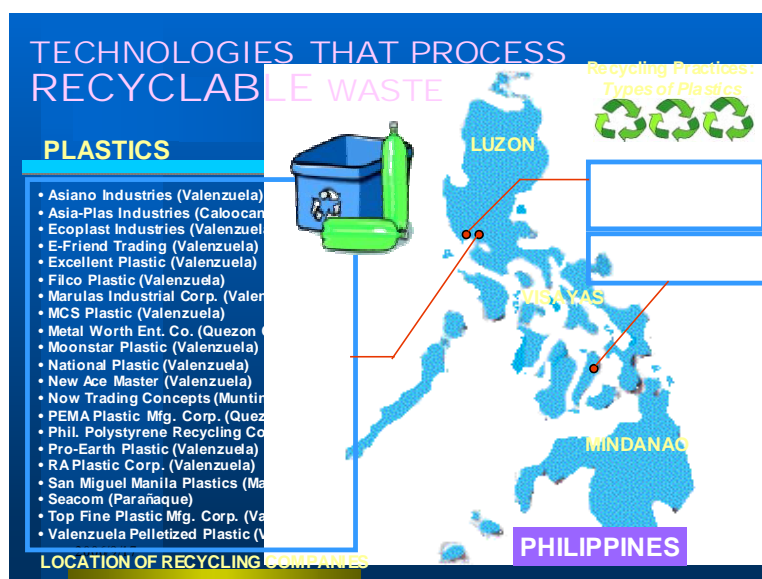 TECHNOLOGIES THAT PROCESS
RECYCLABLE WASTE
Recycling Practices:
Types of Plastics
PLASTICS
• Asiano Industries (Valenzuela)
• Asia-Plas Industries (Caloocan
• Ecoplast Industries (Valenzuela
• E-Friend Trading (Valenzuela)
• Excellent Plastic (Valenzuela)
• Filco Plastic (Valenzuela)
• Marulas Industrial Corp. (Valen
• MCS Plastic (Valenzuela)
• Metal Worth Ent. Co. (Quezon
• Moonstar Plastic (Valenzuela)
• National Plastic (Valenzuela)
• New Ace Master (Valenzuela)
• Now Trading Concepts (Muntin
• PEMA Plastic Mfg. Corp. (Quez
• Phil. Polystyrene Recycling Co
• Pro-Earth Plastic (Valenzuela)
• RA Plastic Corp. (Valenzuela)
• San Miguel Manila Plastics (Ma
• Seacom (Parañaque)
• Top Fine Plastic Mfg. Corp. (Va
• Valenzuela Pelletized Plastic (V
LOCATION OF RECYCLING COMPANIES
LUZON
VISAYAS
MINDANAO
PHILIPPINES